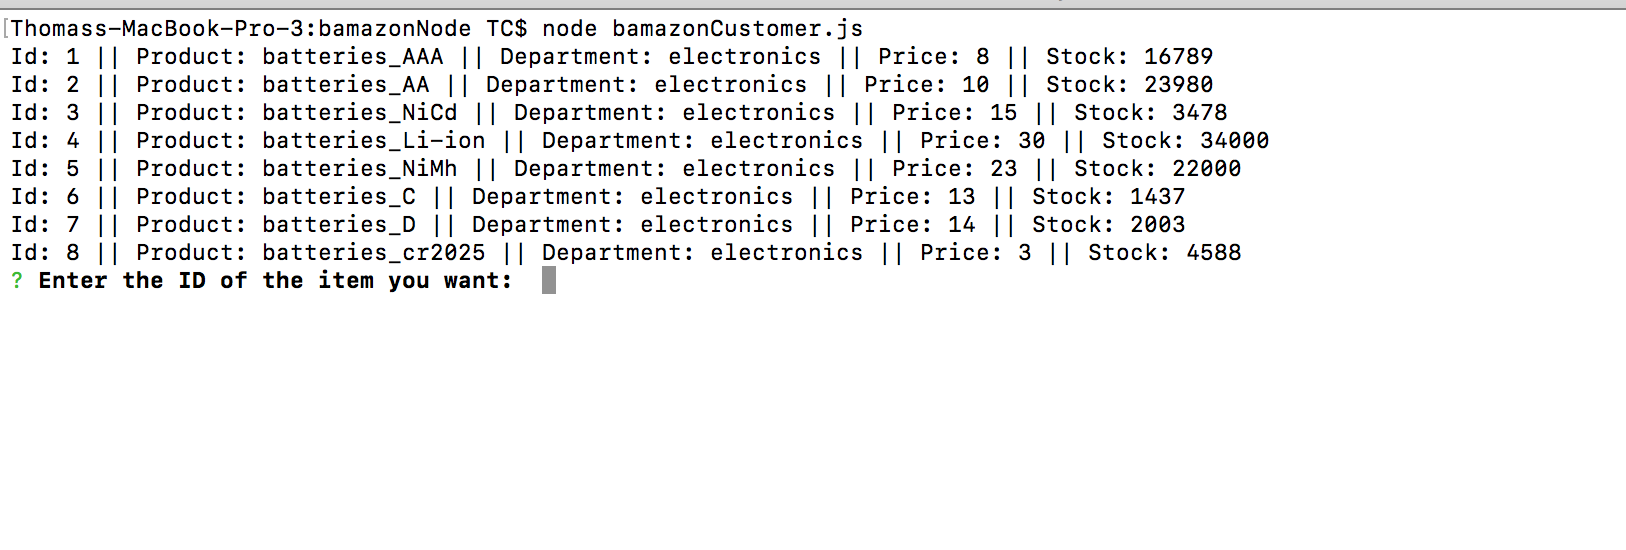 [Thomass-MacBook-Pro-3:bamazonNode TC$ node bamazonCustomer.js
Id: 1 || Product: batteries_AAA || Department: electronics || Price: 8 || Stock: 16789
Id: 2 || Product: batteries_AA || Department: electronics || Price: 10 || Stock: 23980
Id: 3 || Product: batteries_NiCd || Department: electronics || Price: 15 || Stock: 3478
Id: 4 || Product: batteries_Li-ion || Department: electronics || Price: 30 || Stock: 34000
Id: 5 || Product: batteries_NiMh || Department: electronics || Price: 23 || Stock: 22000
Id: 6 || Product: batteries_C || Department: electronics || Price: 13 || Stock: 1437
Id: 7 || Product: batteries_D || Department: electronics || Price: 14 || Stock: 2003
Id: 8 || Product: batteries_cr2025 || Department: electronics || Price: 3 || Stock: 4588
? Enter the ID of the item you want: